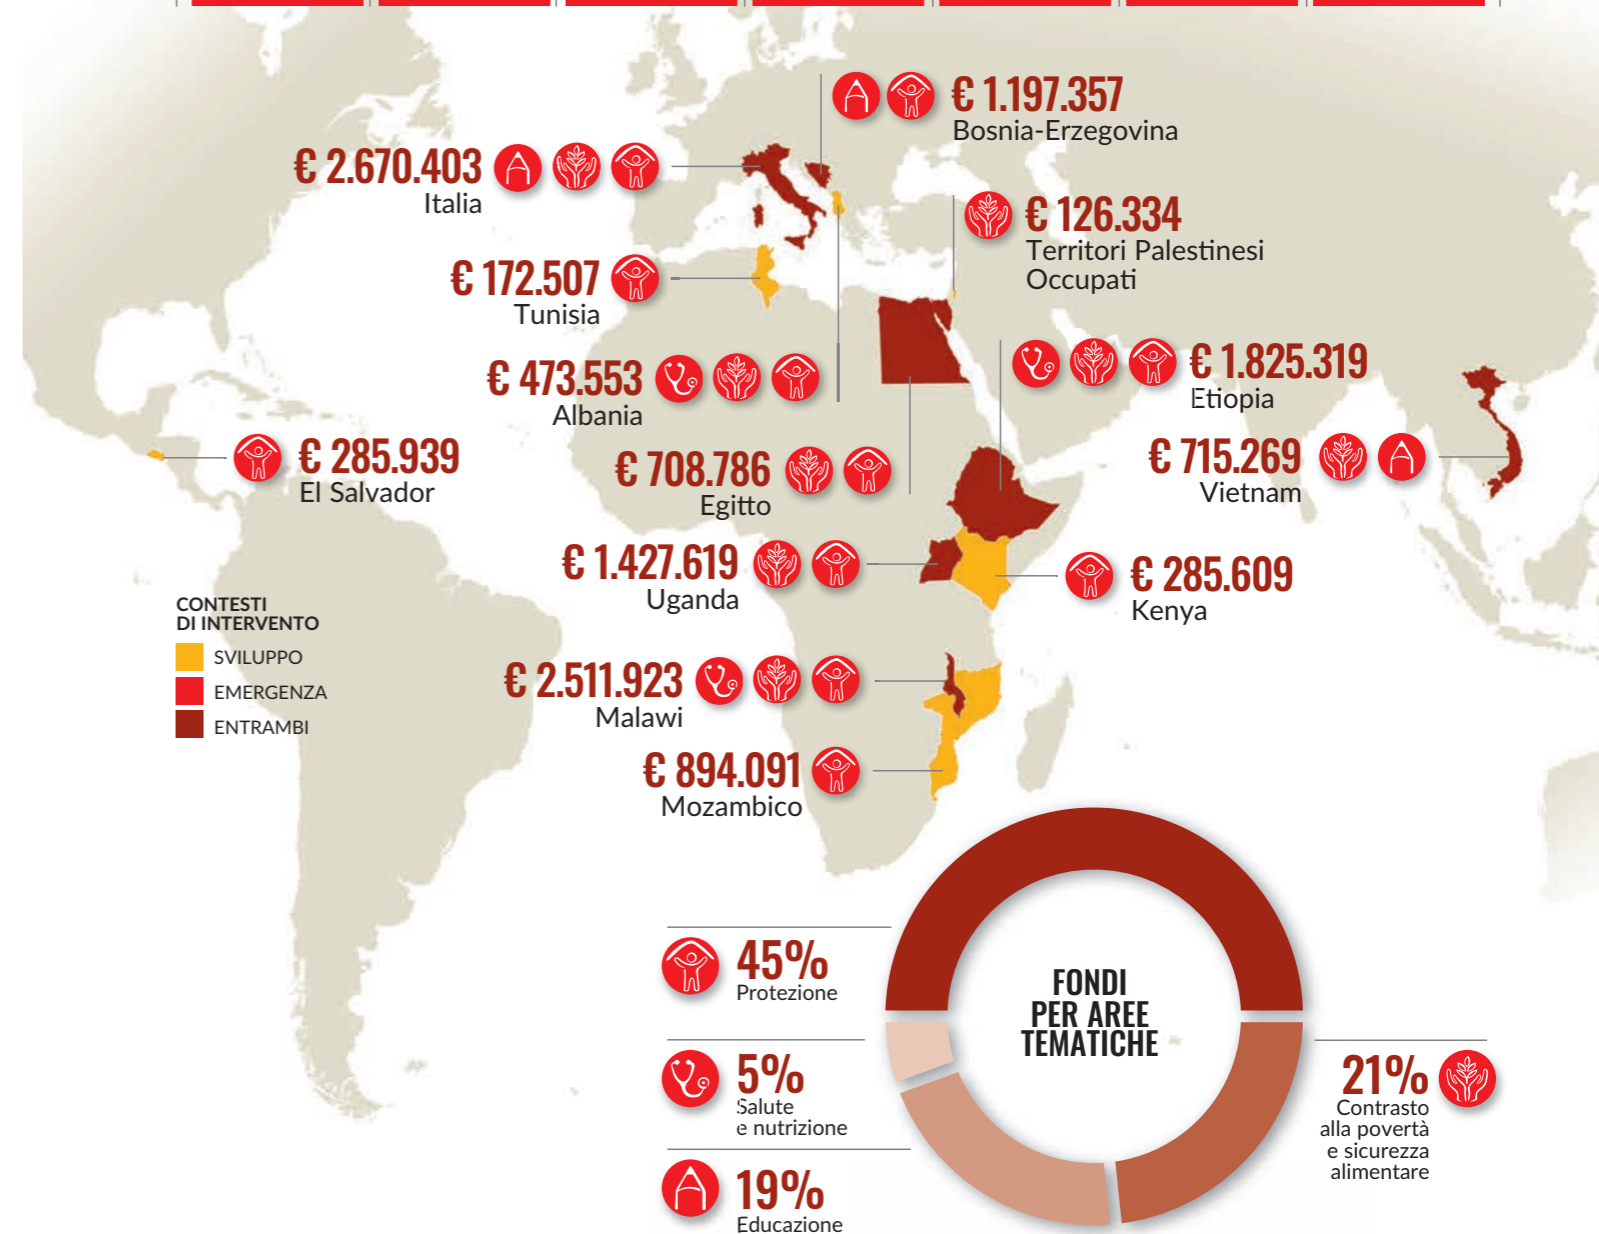 € 1.197.357
Bosnia-Erzegovina
€ 2.670.403
Italia
€ 126.334
Territori Palestinesi
Occupati
€ 172.507
Tunisia
€ 473.553
Albania
€ 1.825.319
Etiopia
€ 285.939
El Salvador
€ 708.786
Egitto
€ 715.269
Vietnam
€ 1.427.619
Uganda
€ 285.609
Kenya
CONTESTI
DI INTERVENTO
SVILUPPO
EMERGENZA
ENTRAMBI
€ 2.511.923
Malawi
€ 894.091
Mozambico
FONDI
PER AREE
TEMATICHE
45%
Protezione
5%
Salute
e nutrizione
19%
Educazione
21%
Contrasto
alla povertà
e sicurezza
alimentare